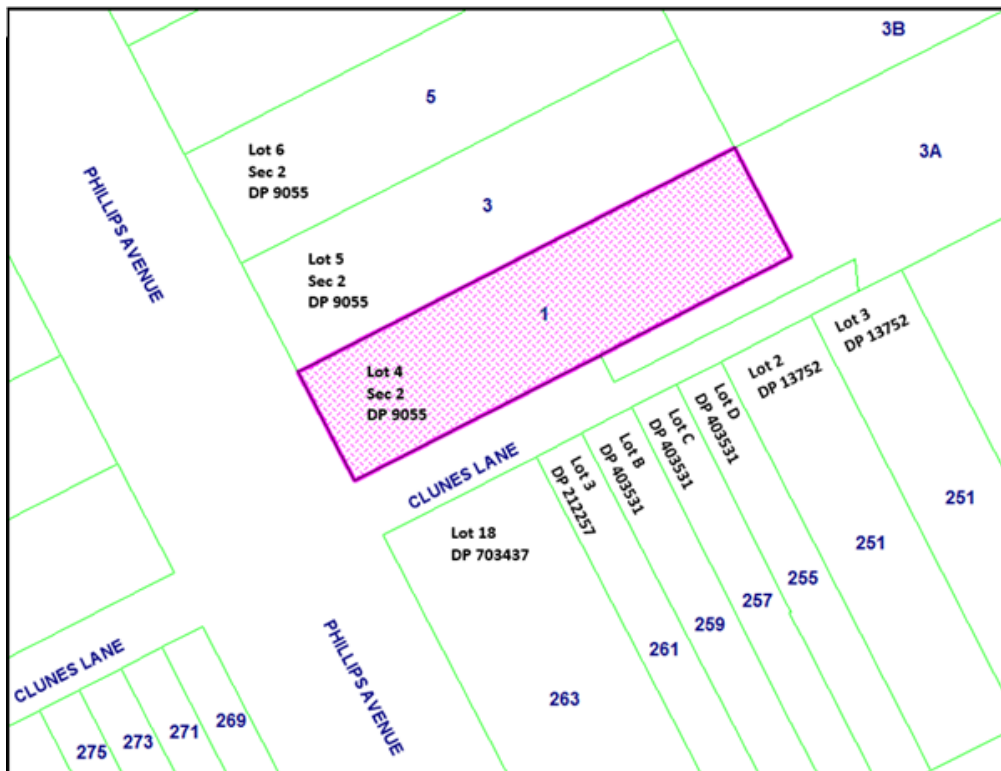 3B
5
3A
Lot 6
Sec 2
DP 9055
PHILLIPS AVENUE
3
Lot 5
Sec 2
DP 9055
1
Lot 4
Sec 2
DP 9055
Lot 3
DP 13752
Lot 2
DP 13752
Lot D
DP 403531
Lot C
DP 403531
Lot B
DP 403531
Lot 3
DP 212257
CLUNES LANE
Lot 18
DP 703437
251
251
255
257
259
261
263
PHILLIPS AVENUE
CLUNES LANE
269
271
273
275